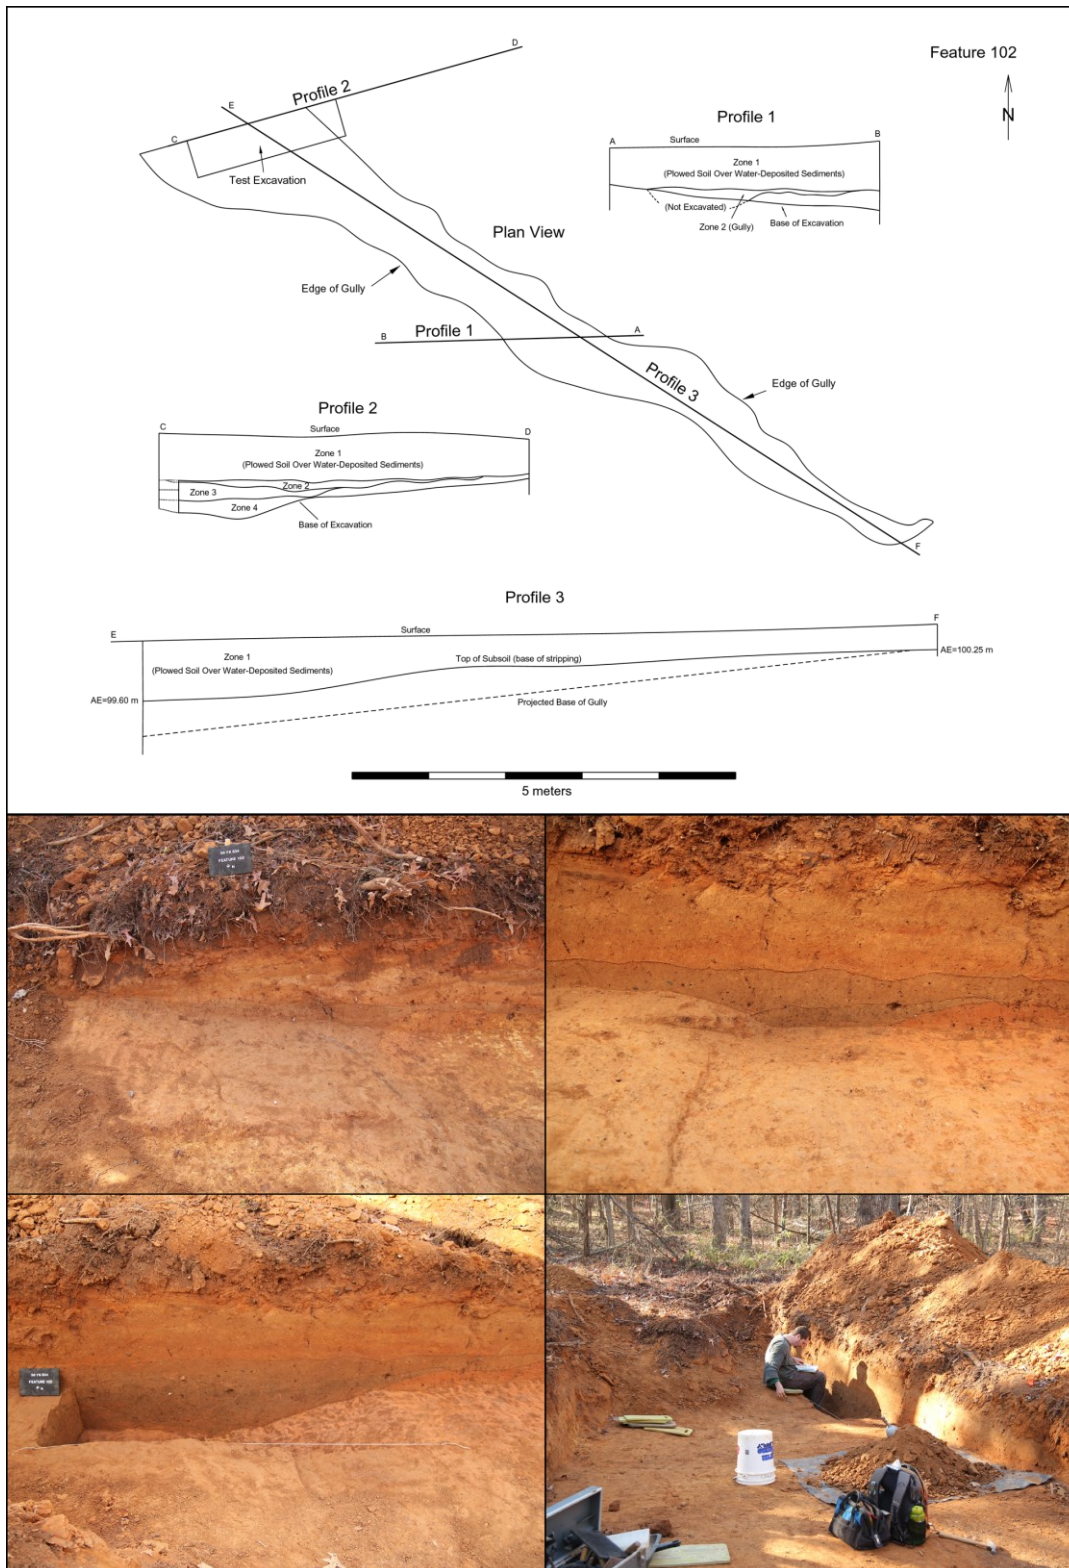 Feature 102
N
D
Profile 2
E
C
Test Excavation
Profile 1
A
B
Surface
Zone 1
(Plowed Soil Over Water-Deposited Sediments)
(Not Excavated)
Zone 2 (Gully)
Base of Excavation
Plan View
Edge of Gully
Profile 1
B
A
Profile 3
Edge of Gully
F
Profile 2
C
D
Surface
Zone 1
(Plowed Soil Over Water-Deposited Sediments)
Zone 2
Zone 3
Zone 4
Base of Excavation
Profile 3
E
F
Surface
Zone 1
(Plowed Soil Over Water-Deposited Sediments)
Top of Subsoil (base of stripping)
AE=100.25 m
AE=99.60 m
Projected Base of Gully
5 meters
FEATURE 102
FEATURE 102